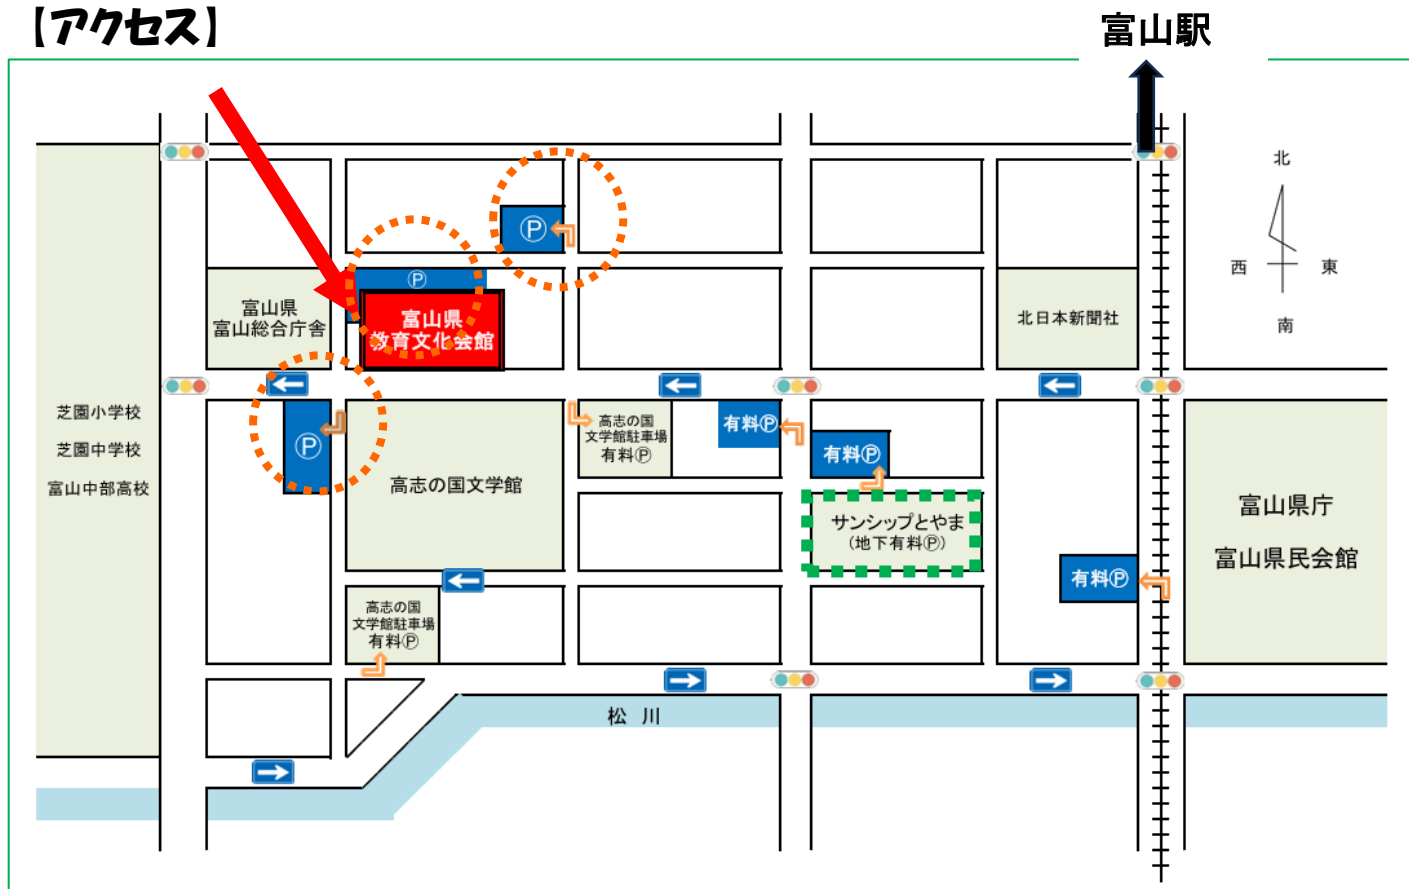 【アクセス】
富山駅
北
西
東
南
Ⓟ
Ⓟ
富山県
富山総合庁舎
富山県
教育文化会館
北日本新聞社
芝園小学校
芝園中学校
富山中部高校
Ⓟ
高志の国文学館
高志の国
文学館駐車場
有料Ⓟ
有料Ⓟ
有料Ⓟ
サンシップとやま
(地下有料Ⓟ)
富山県庁
富山県民会館
有料Ⓟ
高志の国
文学館駐車場
有料Ⓟ
松 川